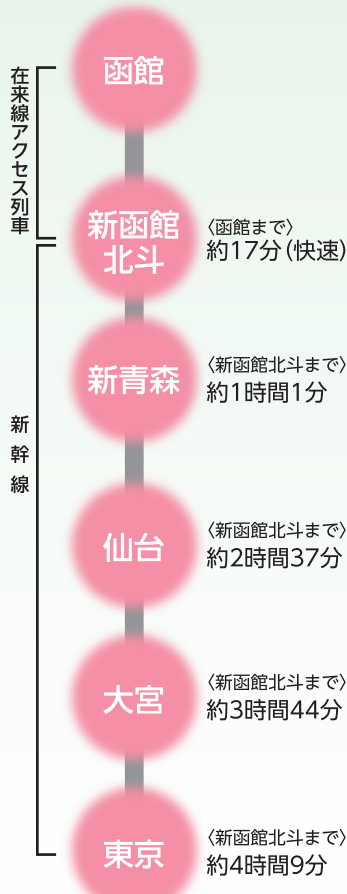 函館
在来線アクセス列車
新函館
北斗
〈函館まで〉
約17分(快速)
新青森
〈新函館北斗まで〉
約1時間1分
新幹線
仙台
〈新函館北斗まで〉
約2時間37分
大宮
〈新函館北斗まで〉
約3時間44分
東京
〈新函館北斗まで〉
約4時間9分